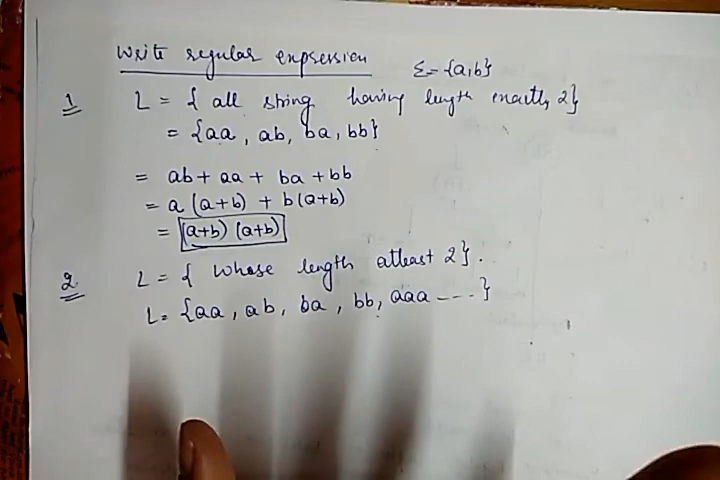 Write regular expression Σ = {a,b}
1 L = { all string having length exactly 2}
= {aa, ab, ba, bb}
= ab + aa + ba + bb
= a (a+b) + b(a+b)
= (a+b) (a+b)
2. L = { whose length atleast 2}.
L = {aa, ab, ba, bb, aaa ----}